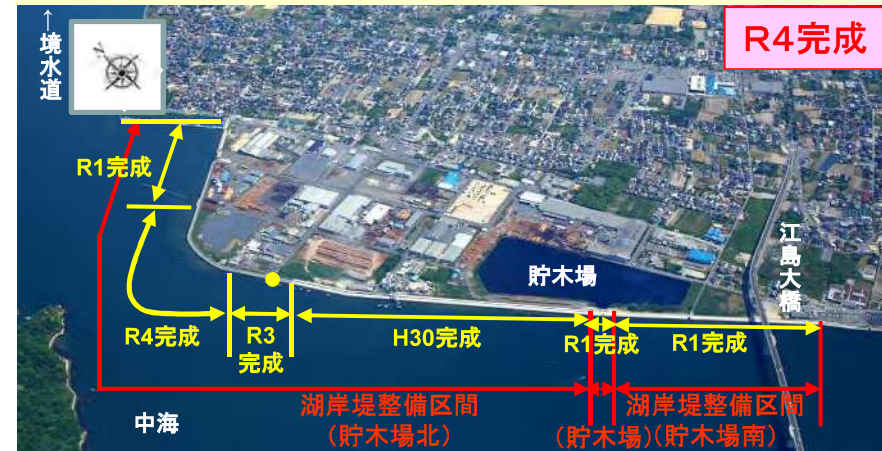 R4完成
↑境水道
R1完成
江島大橋
貯木場
R4完成
R3
完成
H30完成
R1完成
R1完成
中海
湖岸堤整備区間
(貯木場北)
(貯木場)
湖岸堤整備区間
(貯木場南)